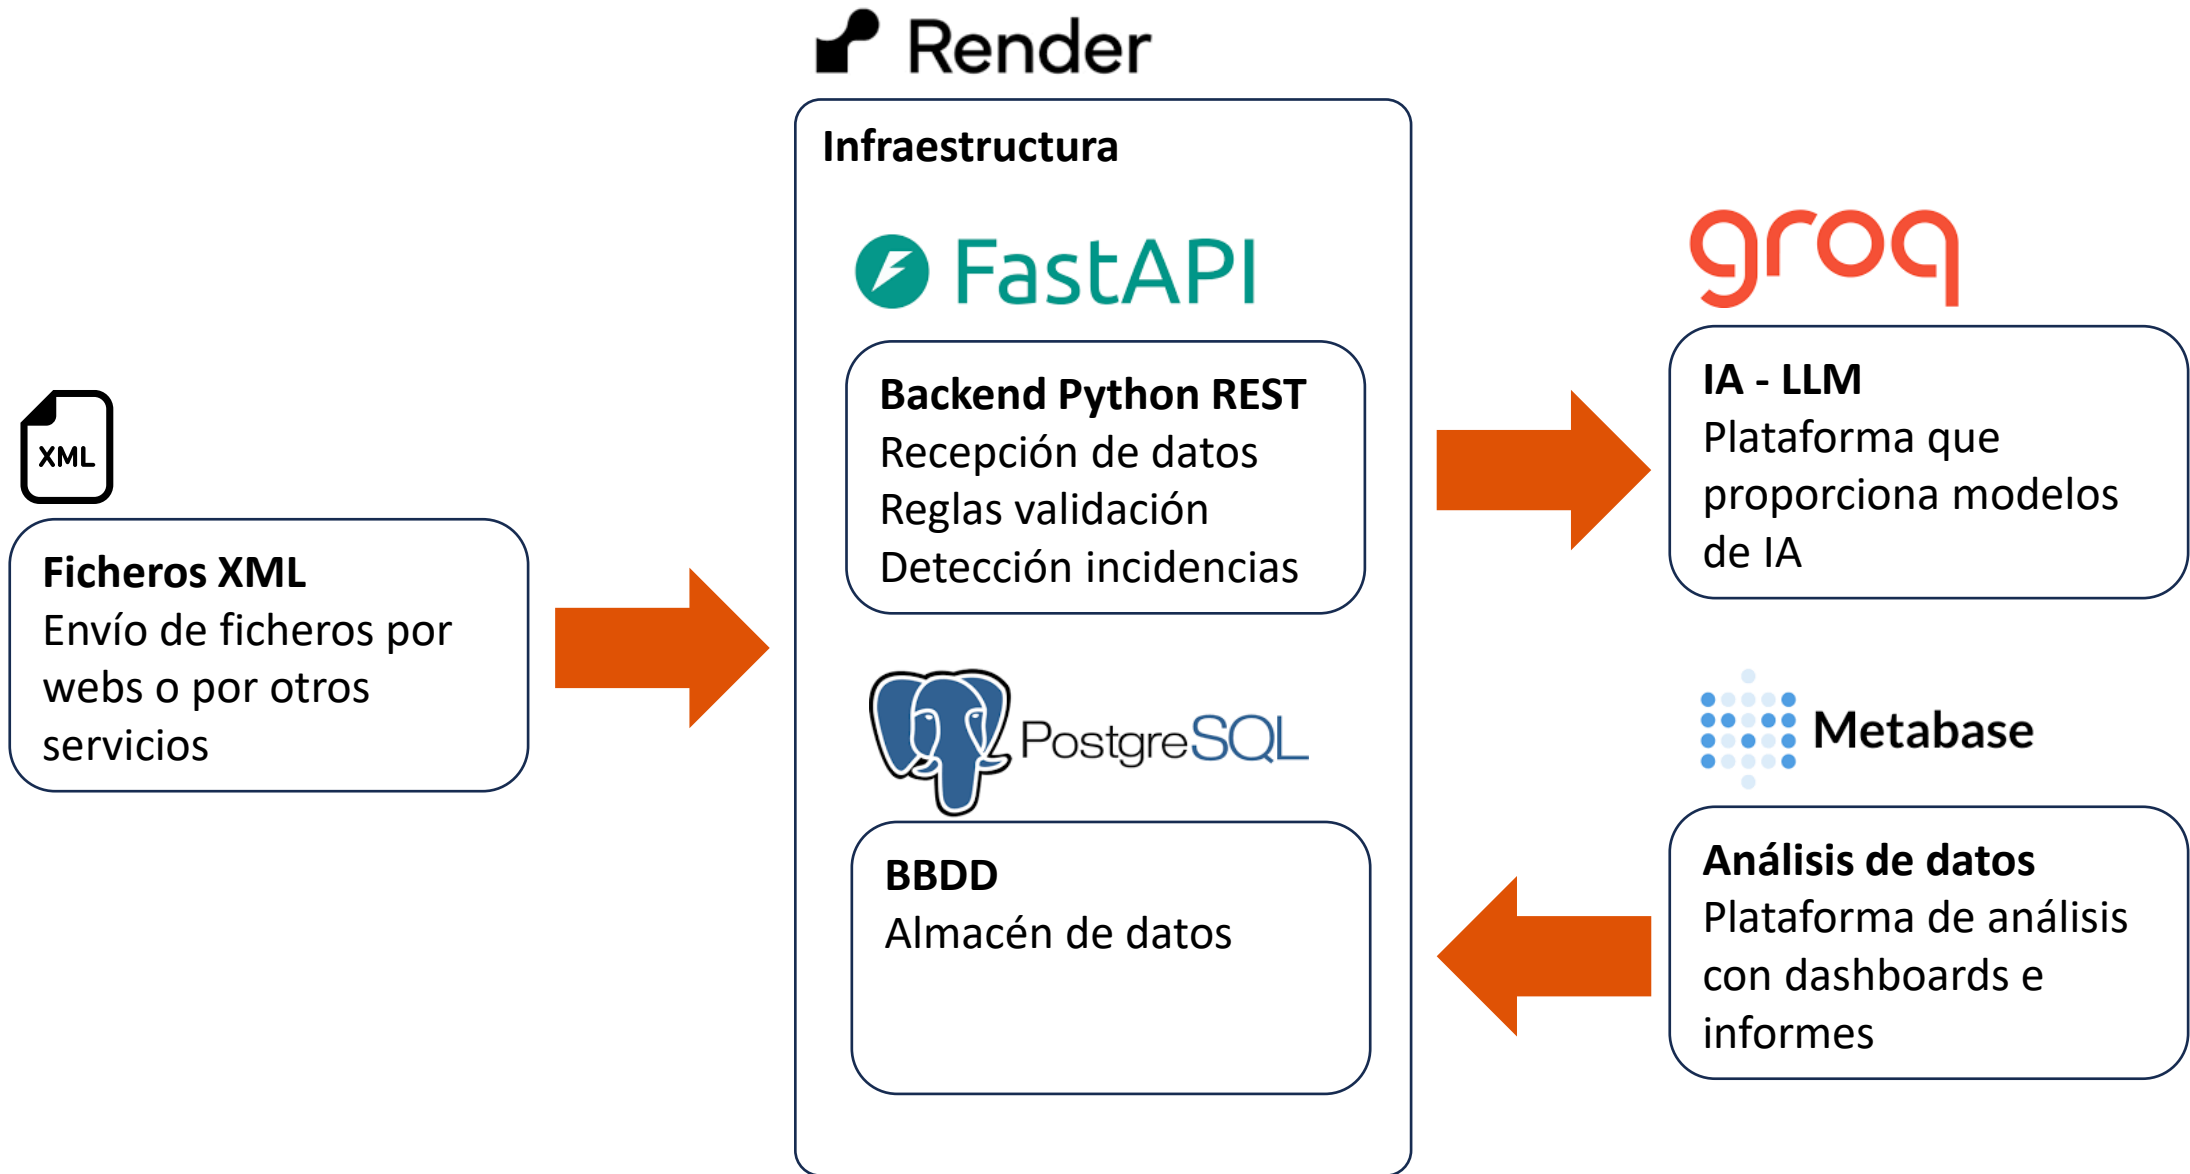 Render
Infraestructura
FastAPI
Backend Python REST
Recepción de datos
Reglas validación
Detección incidencias
PostgreSQL
BBDD
Almacén de datos
XML
Ficheros XML
Envío de ficheros por
webs o por otros
servicios
groq
IA - LLM
Plataforma que
proporciona modelos
de IA
Metabase
Análisis de datos
Plataforma de análisis
con dashboards e
informes